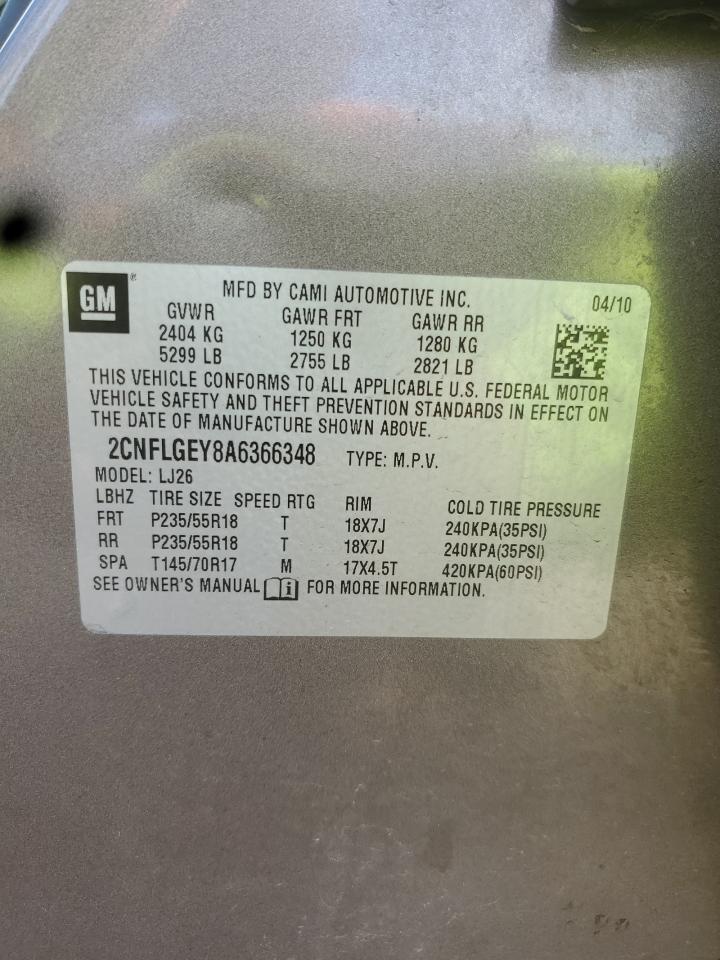 GM®
MFD BY CAMI AUTOMOTIVE INC. 04/10
GVWR GAWR FRT GAWR RR
2404 KG 1250 KG 1280 KG
5299 LB 2755 LB 2821 LB
THIS VEHICLE CONFORMS TO ALL APPLICABLE U.S. FEDERAL MOTOR
VEHICLE SAFETY AND THEFT PREVENTION STANDARDS IN EFFECT ON
THE DATE OF MANUFACTURE SHOWN ABOVE.
2CNFLGEY8A6366348 TYPE: M.P.V.
MODEL: LJ26
LBHZ TIRE SIZE SPEED RTG RIM COLD TIRE PRESSURE
FRT P235/55R18 T 18X7J 240KPA(35PSI)
RR P235/55R18 T 18X7J 240KPA(35PSI)
SPA T145/70R17 M 17X4.5T 420KPA(60PSI)
SEE OWNER'S MANUAL i FOR MORE INFORMATION.